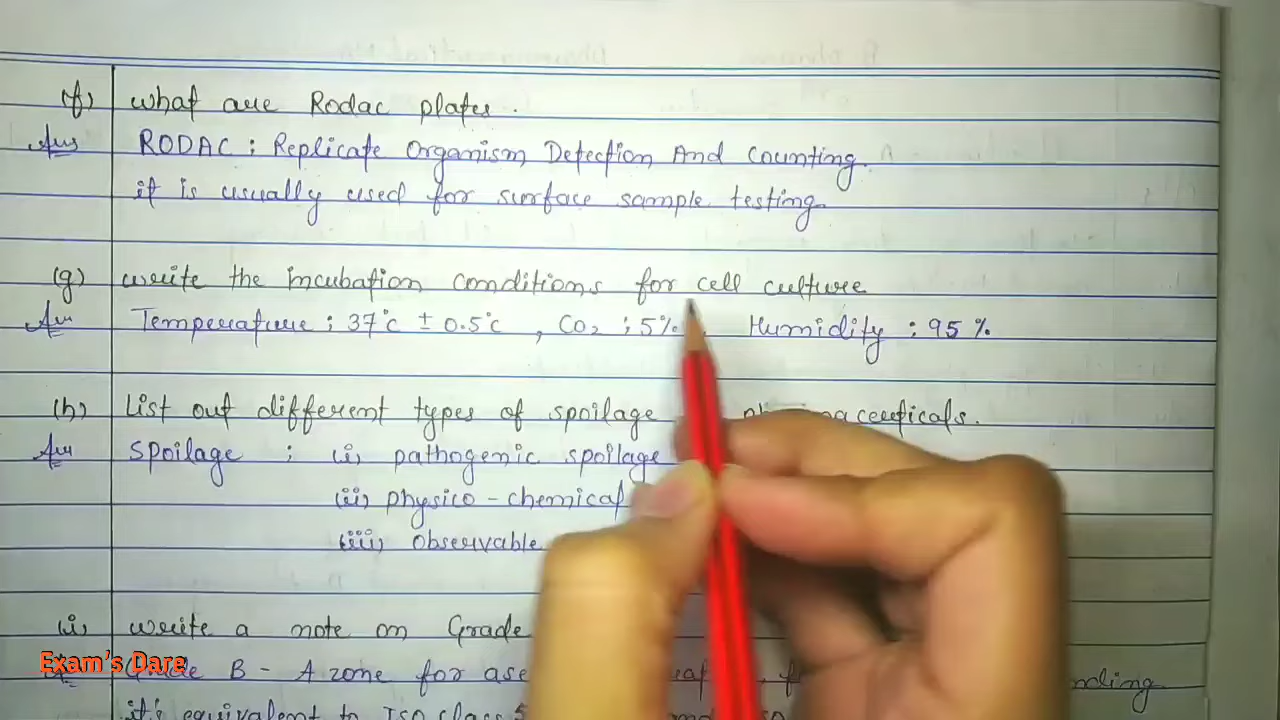 (f) what are Rodac plates.
Ans RODAC : Replicate Organism Detection And Counting.
it is usually used for surface sample testing.
(g) write the incubation conditions for cell culture
Ans Temperature : 37°C ± 0.5°C , CO2 : 5% Humidity : 95 %
(h) List out different types of spoilage
Ans Spoilage : (i) pathogenic spoilage
(ii) physico - chemical
(iii) observable
(i) write a note on Grade
Exam's Dare
Grade B - A zone for
it's equivalent to ISO class 5